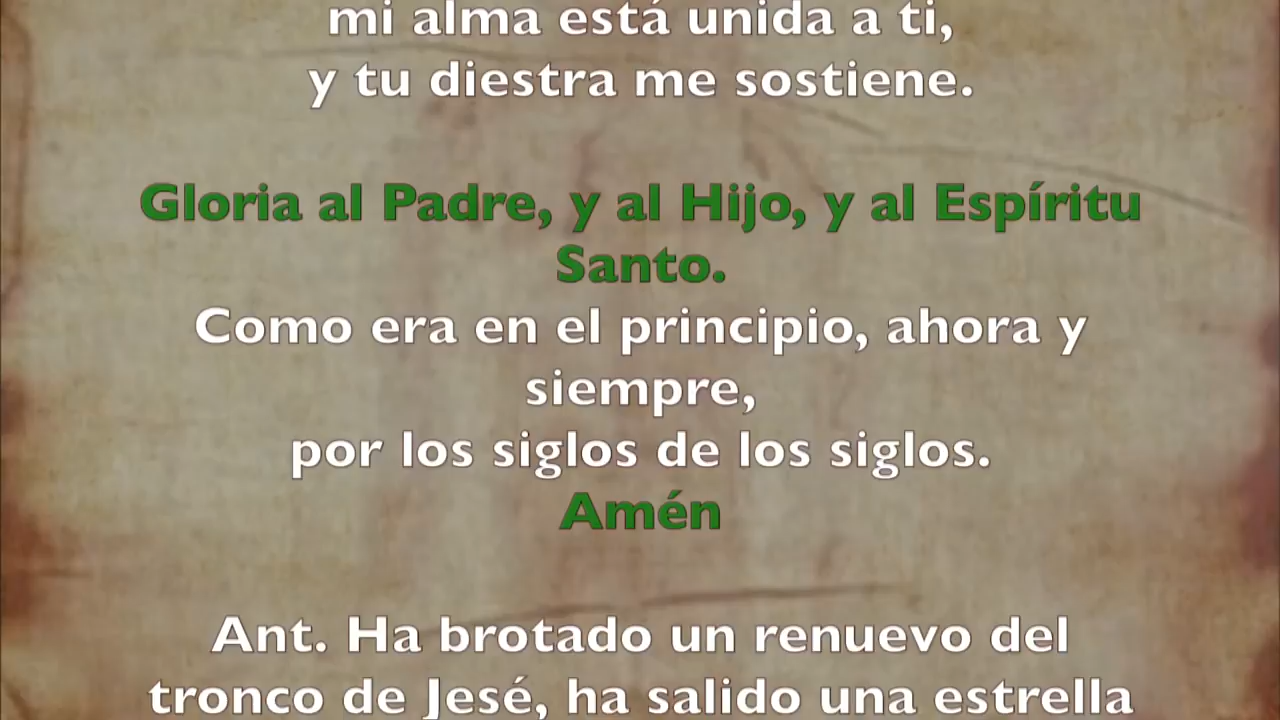 mi alma está unida a ti,
y tu diestra me sostiene.
Gloria al Padre, y al Hijo, y al Espíritu
Santo.
Como era en el principio, ahora y
siempre,
por los siglos de los siglos.
Amén
Ant. Ha brotado un renuevo del
tronco de Jesé, ha salido una estrella